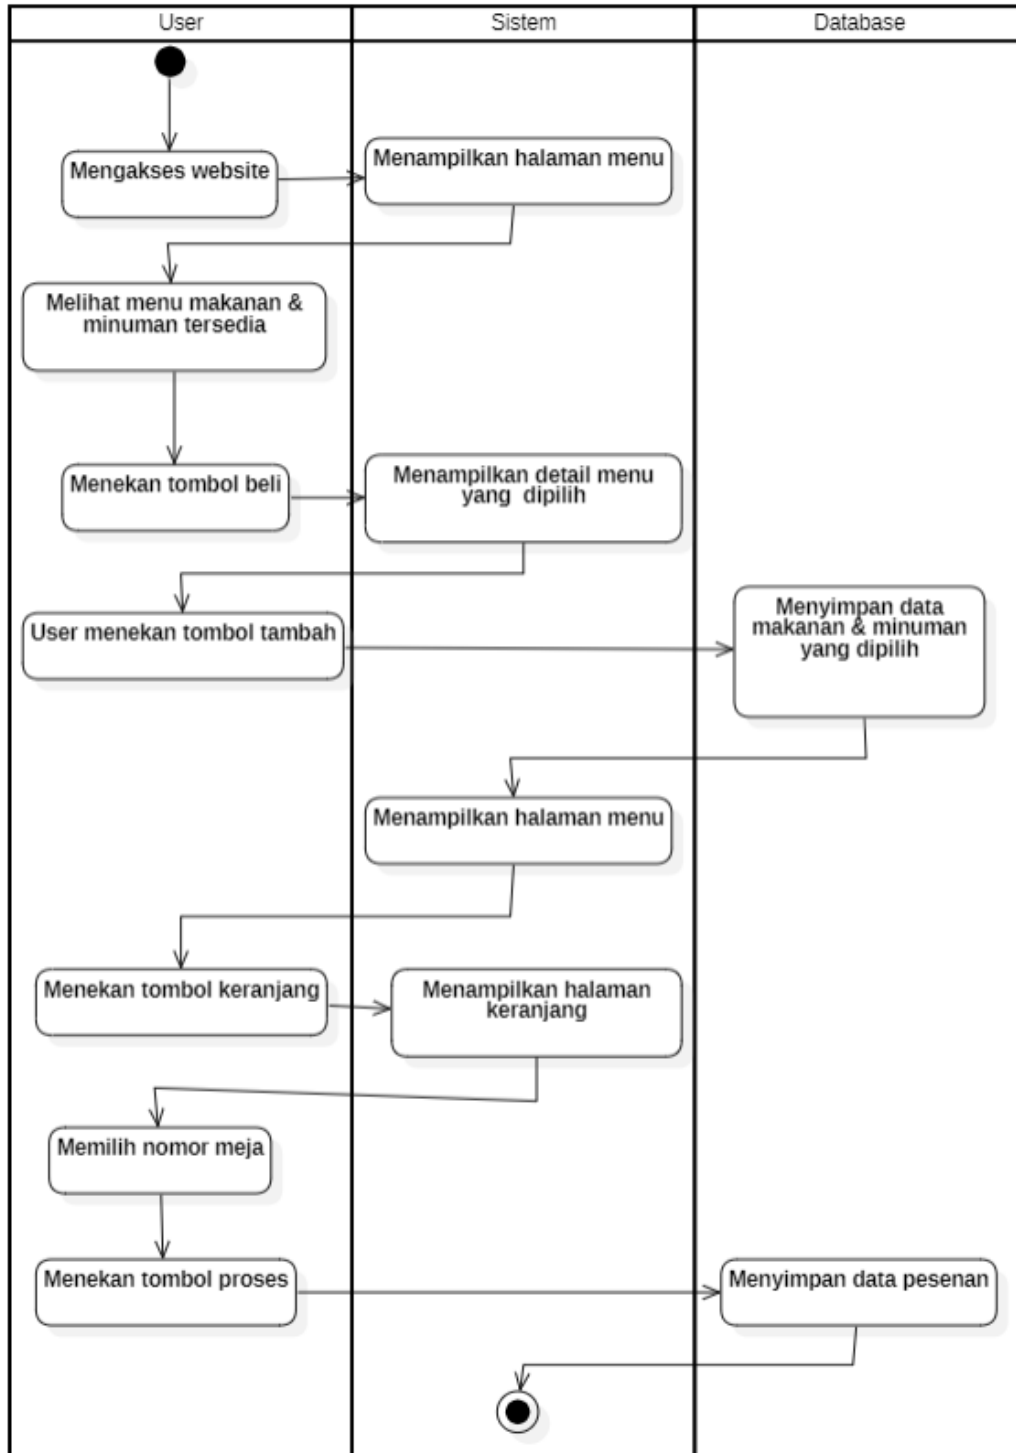 User
Sistem
Database
Mengakses website
Menampilkan halaman menu
Melihat menu makanan &
minuman tersedia
Menekan tombol beli
Menampilkan detail menu
yang dipilih
User menekan tombol tambah
Menyimpan data
makanan & minuman
yang dipilih
Menampilkan halaman menu
Menekan tombol keranjang
Menampilkan halaman
keranjang
Memilih nomor meja
Menekan tombol proses
Menyimpan data pesenan